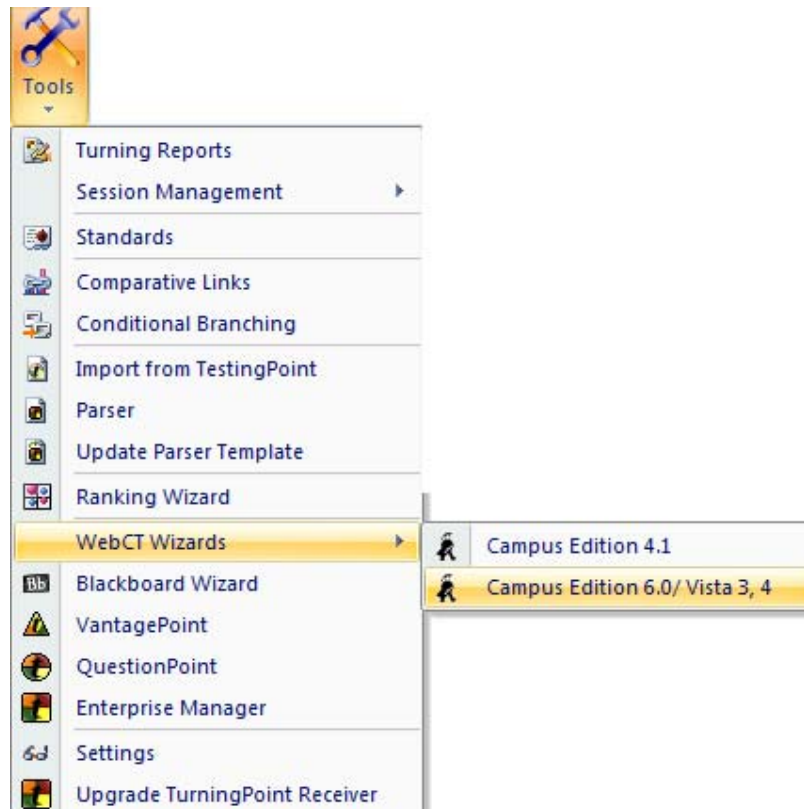 Tools
Turning Reports
Session Management
Standards
Comparative Links
Conditional Branching
Import from TestingPoint
Parser
Update Parser Template
Ranking Wizard
WebCT Wizards
Campus Edition 4.1
Bb Blackboard Wizard
Campus Edition 6.0/ Vista 3, 4
VantagePoint
QuestionPoint
Enterprise Manager
Settings
Upgrade TurningPoint Receiver